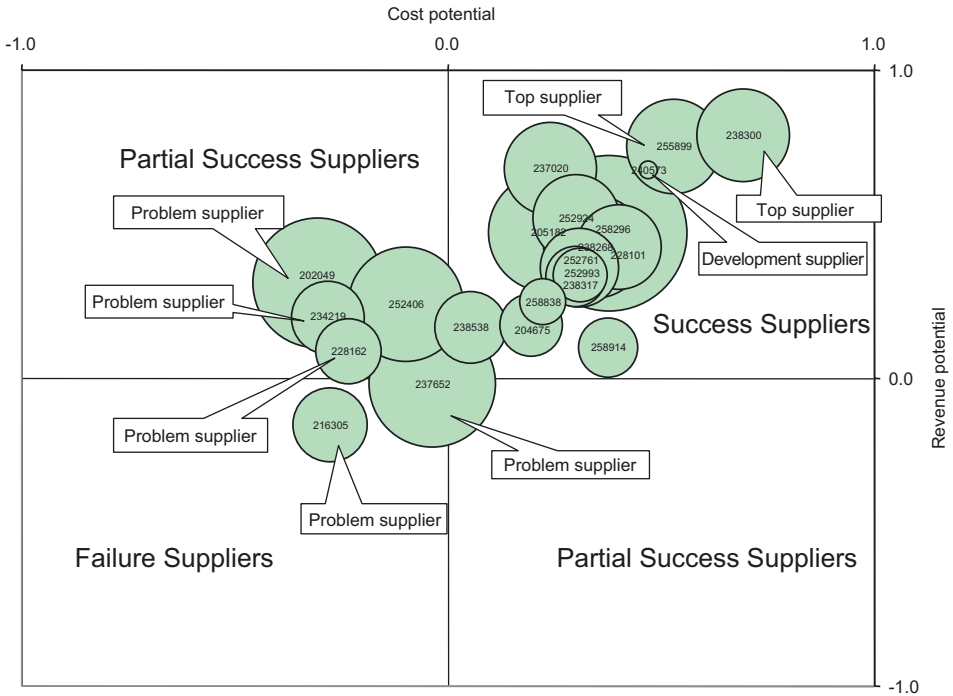 Cost potential
-1.0
0.0
1.0
1.0
Top supplier
255899
238300
Partial Success Suppliers
237020
240573
Top supplier
Problem supplier
252924
205182
258296
238268
228101
Development supplier
252761
202049
252993
238317
Problem supplier
252406
258838
234219
238538
204675
Success Suppliers
258914
228162
0.0
237652
Revenue potential
216305
Problem supplier
Problem supplier
Problem supplier
Failure Suppliers
Partial Success Suppliers
-1.0